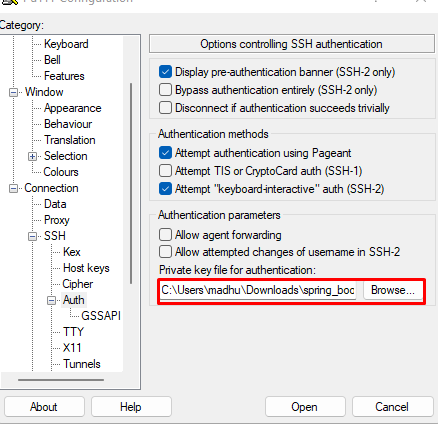 PuTTY Configuration
Category:
Keyboard
Bell
Features
Window
Appearance
Behaviour
Translation
Selection
Colours
Connection
Data
Proxy
SSH
Kex
Host keys
Cipher
Auth
GSSAPI
TTY
X11
Tunnels
Options controlling SSH authentication
Display pre-authentication banner (SSH-2 only)
Bypass authentication entirely (SSH-2 only)
Disconnect if authentication succeeds trivially
Authentication methods
Attempt authentication using Pageant
Attempt TIS or CryptoCard auth (SSH-1)
Attempt "keyboard-interactive" auth (SSH-2)
Authentication parameters
Allow agent forwarding
Allow attempted changes of username in SSH-2
Private key file for authentication:
C:\Users\madhu\Downloads\spring_boc Browse...
About Help Open Cancel